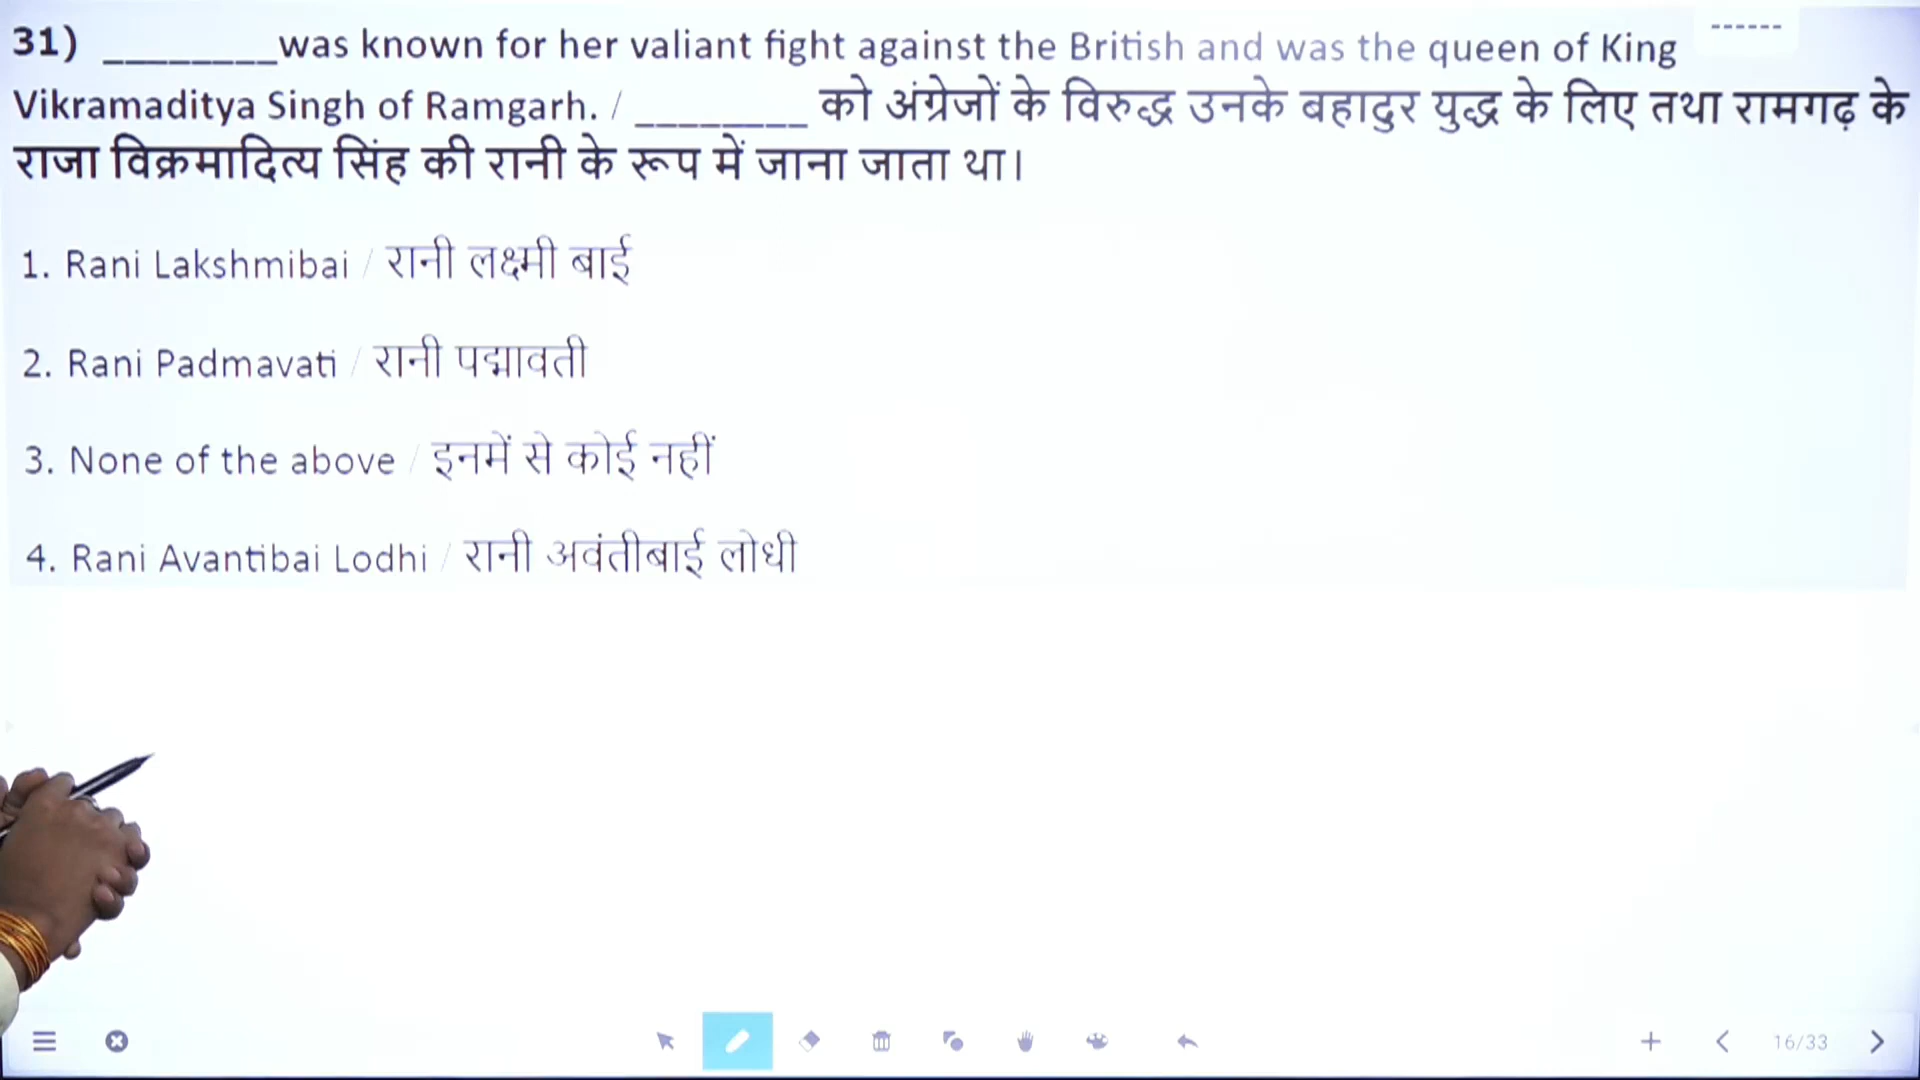 31) ________was known for her valiant fight against the British and was the queen of King
Vikramaditya Singh of Ramgarh. / ________ को अंग्रेजों के विरुद्ध उनके बहादुर युद्ध के लिए तथा रामगढ़ के
राजा विक्रमादित्य सिंह की रानी के रूप में जाना जाता था।
1. Rani Lakshmibai / रानी लक्ष्मी बाई
2. Rani Padmavati / रानी पद्मावती
3. None of the above / इनमें से कोई नहीं
4. Rani Avantibai Lodhi / रानी अवंतीबाई लोधी
16/33